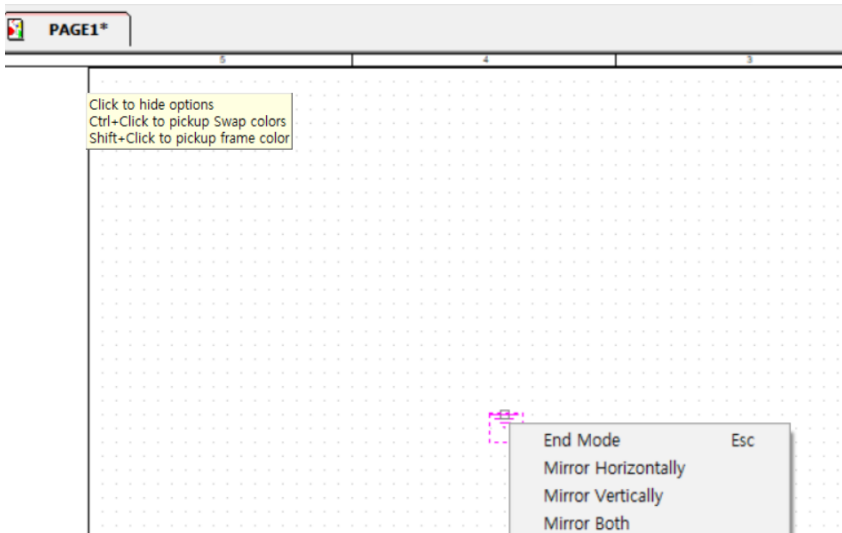 PAGE1*
5 4 3
Click to hide options
Ctrl+Click to pickup Swap colors
Shift+Click to pickup frame color
End Mode Esc
Mirror Horizontally
Mirror Vertically
Mirror Both